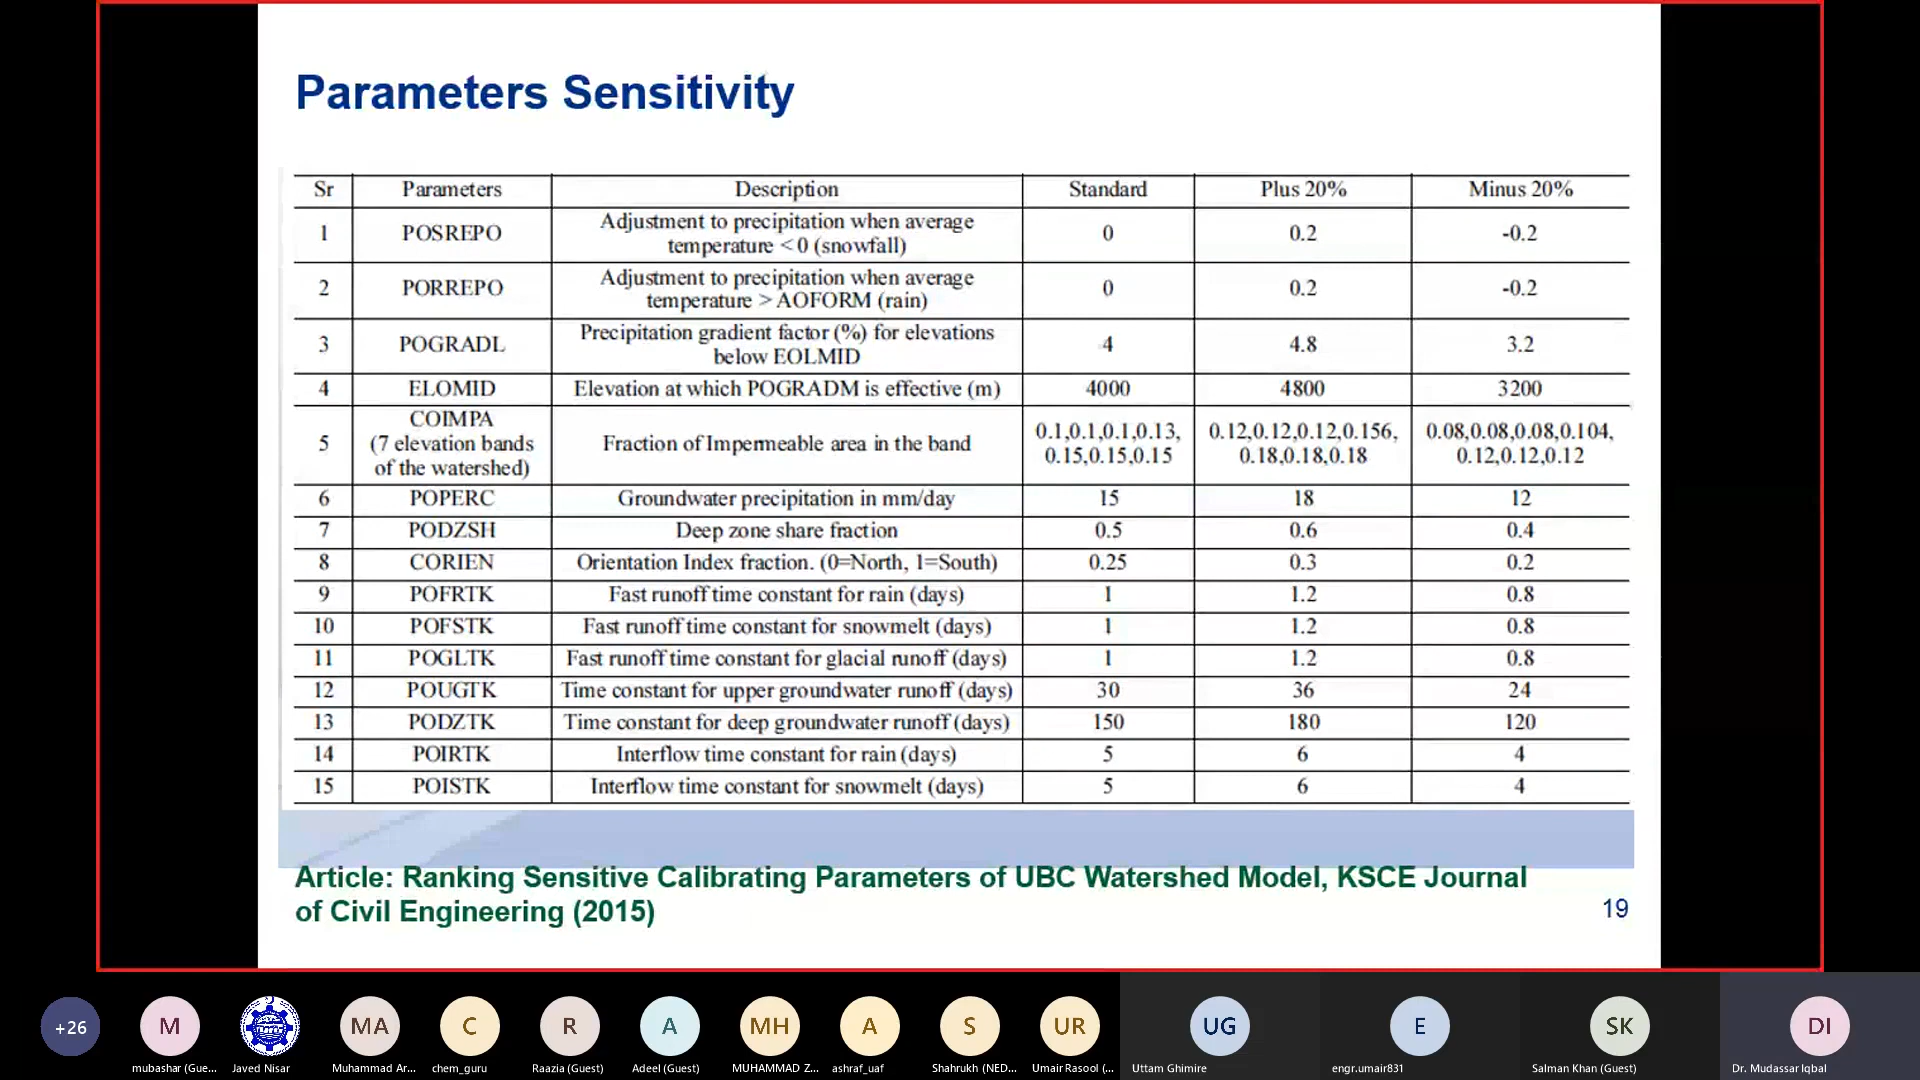 Parameters Sensitivity
Sr Parameters Description Standard Plus 20% Minus 20%
1 POSREPO Adjustment to precipitation when average temperature < 0 (snowfall) 0 0.2 -0.2
2 PORREPO Adjustment to precipitation when average temperature > AOFORM (rain) 0 0.2 -0.2
3 POGRADL Precipitation gradient factor (%) for elevations below EOLMID 4 4.8 3.2
4 ELOMID Elevation at which POGRADM is effective (m) 4000 4800 3200
5 COIMPA (7 elevation bands of the watershed) Fraction of Impermeable area in the band 0.1,0.1,0.1,0.13, 0.15,0.15,0.15 0.12,0.12,0.12,0.156, 0.18,0.18,0.18 0.08,0.08,0.08,0.104, 0.12,0.12,0.12
6 POPERC Groundwater precipitation in mm/day 15 18 12
7 PODZSH Deep zone share fraction 0.5 0.6 0.4
8 CORIEN Orientation Index fraction. (0=North, 1=South) 0.25 0.3 0.2
9 POFRTK Fast runoff time constant for rain (days) 1 1.2 0.8
10 POFSTK Fast runoff time constant for snowmelt (days) 1 1.2 0.8
11 POGLTK Fast runoff time constant for glacial runoff (days) 1 1.2 0.8
12 POUGTK Time constant for upper groundwater runoff (days) 30 36 24
13 PODZTK Time constant for deep groundwater runoff (days) 150 180 120
14 POIRTK Interflow time constant for rain (days) 5 6 4
15 POISTK Interflow time constant for snowmelt (days) 5 6 4
Article: Ranking Sensitive Calibrating Parameters of UBC Watershed Model, KSCE Journal
of Civil Engineering (2015)
19
+26 M MA C R A MH A S UR UG E SK DI
mubashar (Gue... Javed Nisar Muhammad Ar... chem_guru Raazia (Guest) Adeel (Guest) MUHAMMAD Z... ashraf_uaf Shahrukh (NED... Umair Rasool (... Uttam Ghimire engr.umair831 Salman Khan (Guest) Dr. Mudassar Iqbal